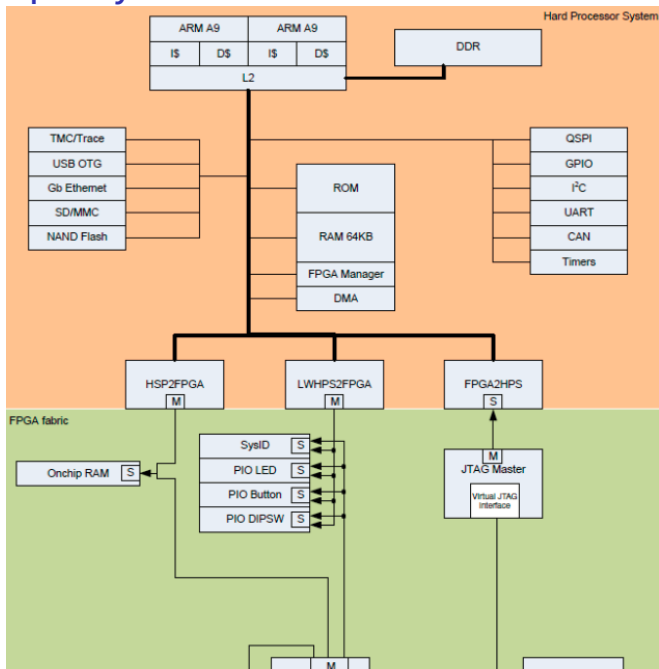 Hard Processor System
ARM A9
ARM A9
I$
D$
I$
D$
L2
DDR
TMC/Trace
USB OTG
Gb Ethernet
SD/MMC
NAND Flash
ROM
RAM 64KB
FPGA Manager
DMA
QSPI
GPIO
I²C
UART
CAN
Timers
HSP2FPGA
M
LWHPS2FPGA
M
FPGA2HPS
S
FPGA fabric
Onchip RAM
S
SysID
S
PIO LED
S
PIO Button
S
PIO DIPSW
S
M
JTAG Master
Virtual JTAG
Interface
M